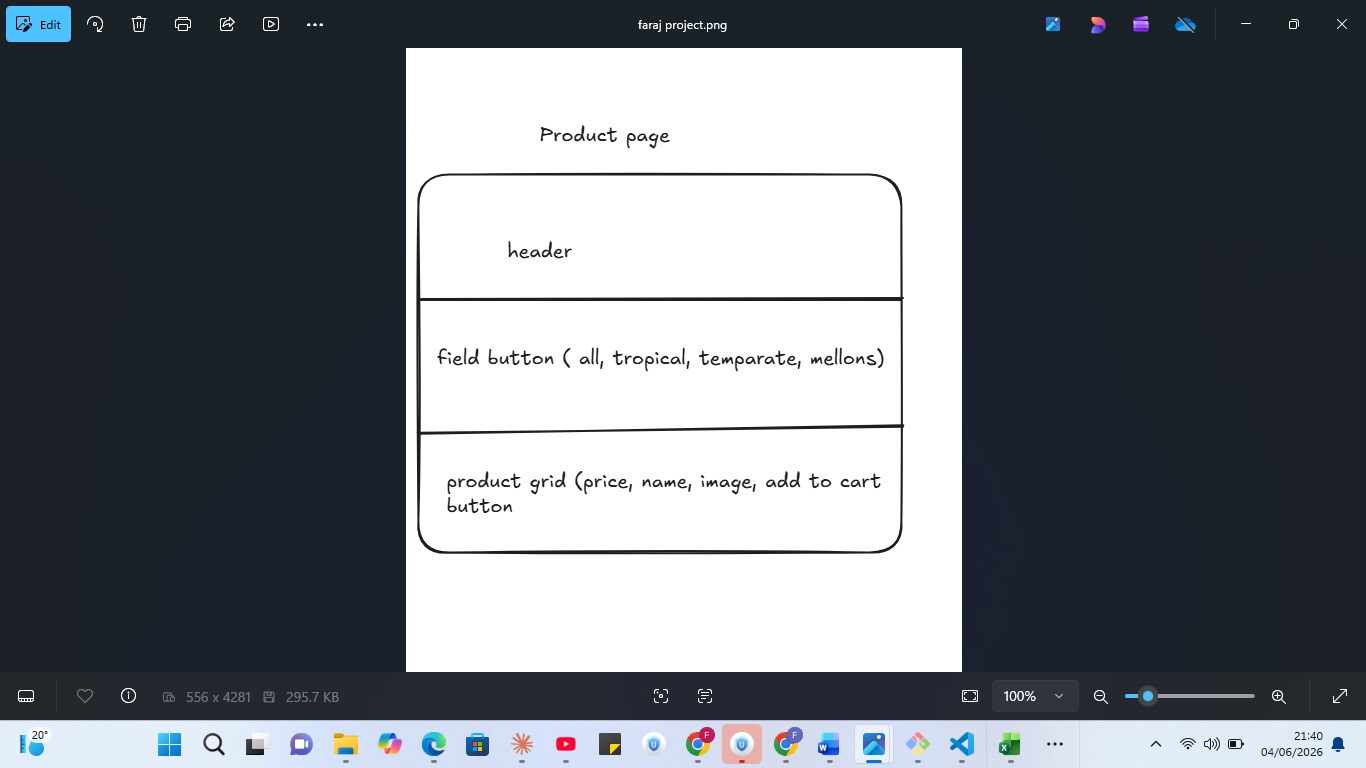 Edit
faraj project.png
Product page
header
field button ( all, tropical, temparate, mellons)
product grid (price, name, image, add to cart
button
556 x 4281
295.7 KB
100%
20°
F
F
21:40
04/06/2026